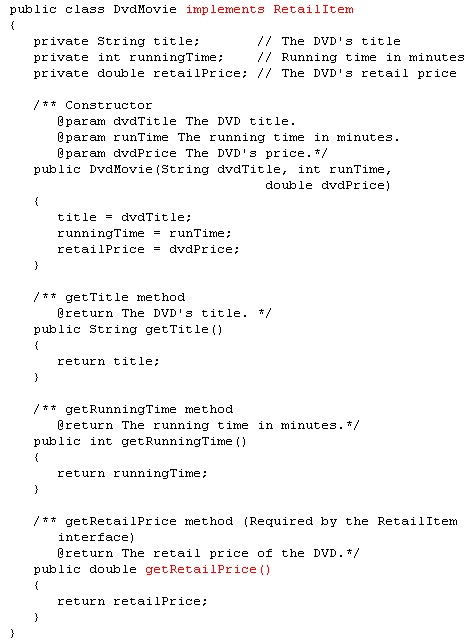 public class DvdMovie implements RetailItem
{
   private String title;       // The DVD's title
   private int runningTime;    // Running time in minutes
   private double retailPrice; // The DVD's retail price

   /** Constructor
      @param dvdTitle The DVD title.
      @param runTime The running time in minutes.
      @param dvdPrice The DVD's price.*/
   public DvdMovie(String dvdTitle, int runTime,
                                double dvdPrice)
   {
      title = dvdTitle;
      runningTime = runTime;
      retailPrice = dvdPrice;
   }

   /** getTitle method
      @return The DVD's title. */
   public String getTitle()
   {
      return title;
   }

   /** getRunningTime method
      @return The running time in minutes.*/
   public int getRunningTime()
   {
      return runningTime;
   }

   /** getRetailPrice method (Required by the RetailItem
      interface)
      @return The retail price of the DVD.*/
   public double getRetailPrice()
   {
      return retailPrice;
   }
}